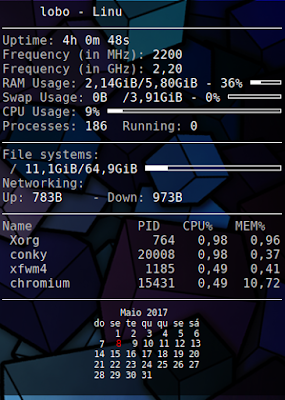 lobo - Linu
Uptime: 4h 0m 48s
Frequency (in MHz): 2200
Frequency (in GHz): 2,20
RAM Usage: 2,14GiB/5,80GiB - 36%
Swap Usage: 0B /3,91GiB - 0%
CPU Usage: 9%
Processes: 186 Running: 0
File systems:
/ 11,1GiB/64,9GiB
Networking:
Up: 783B - Down: 973B
Name PID CPU% MEM%
Xorg 764 0,98 0,96
conky 20008 0,98 0,37
xfwm4 1185 0,49 0,41
chromium 15431 0,49 10,72
Maio 2017
do se te qu qu se sá
1 2 3 4 5 6
7 8 9 10 11 12 13
14 15 16 17 18 19 20
21 22 23 24 25 26 27
28 29 30 31